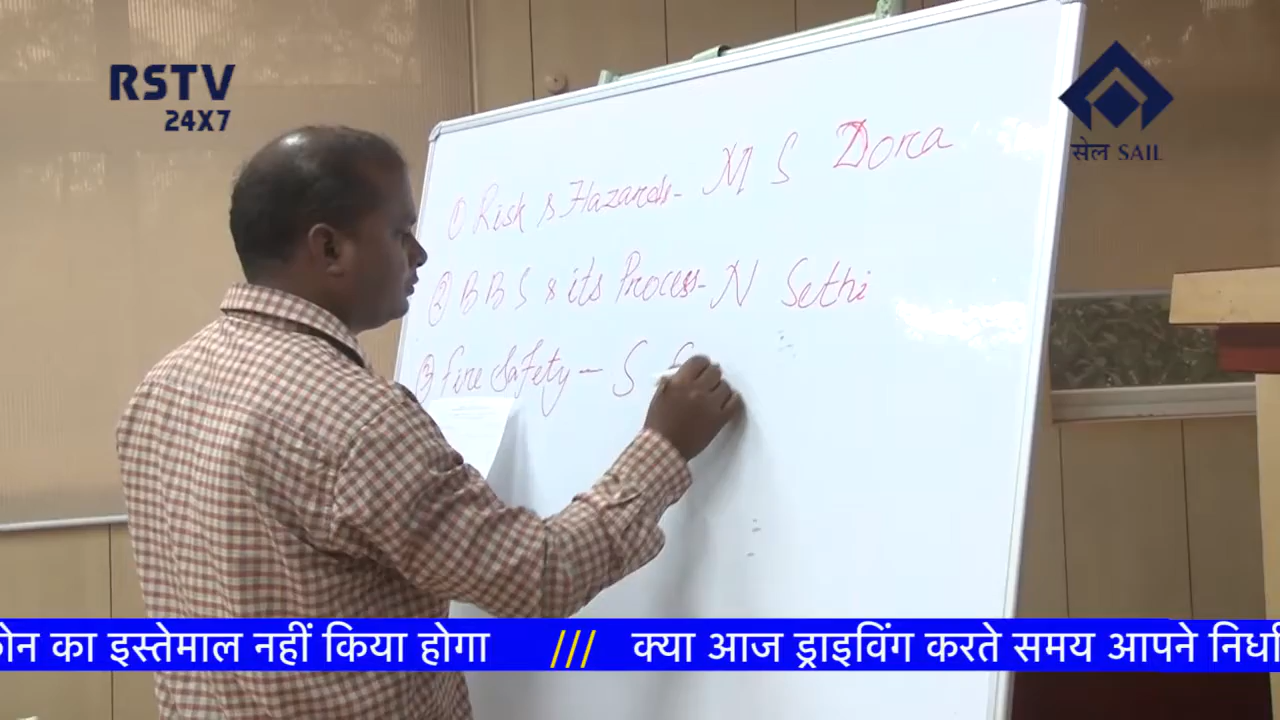 RSTV
24X7
सेल SAIL
① Risk & Hazards- M S Dora
② B B S & its Process- N Sethi
③ Fire Safety - S S
फोन का इस्तेमाल नहीं किया होगा /// क्या आज ड्राइविंग करते समय आपने